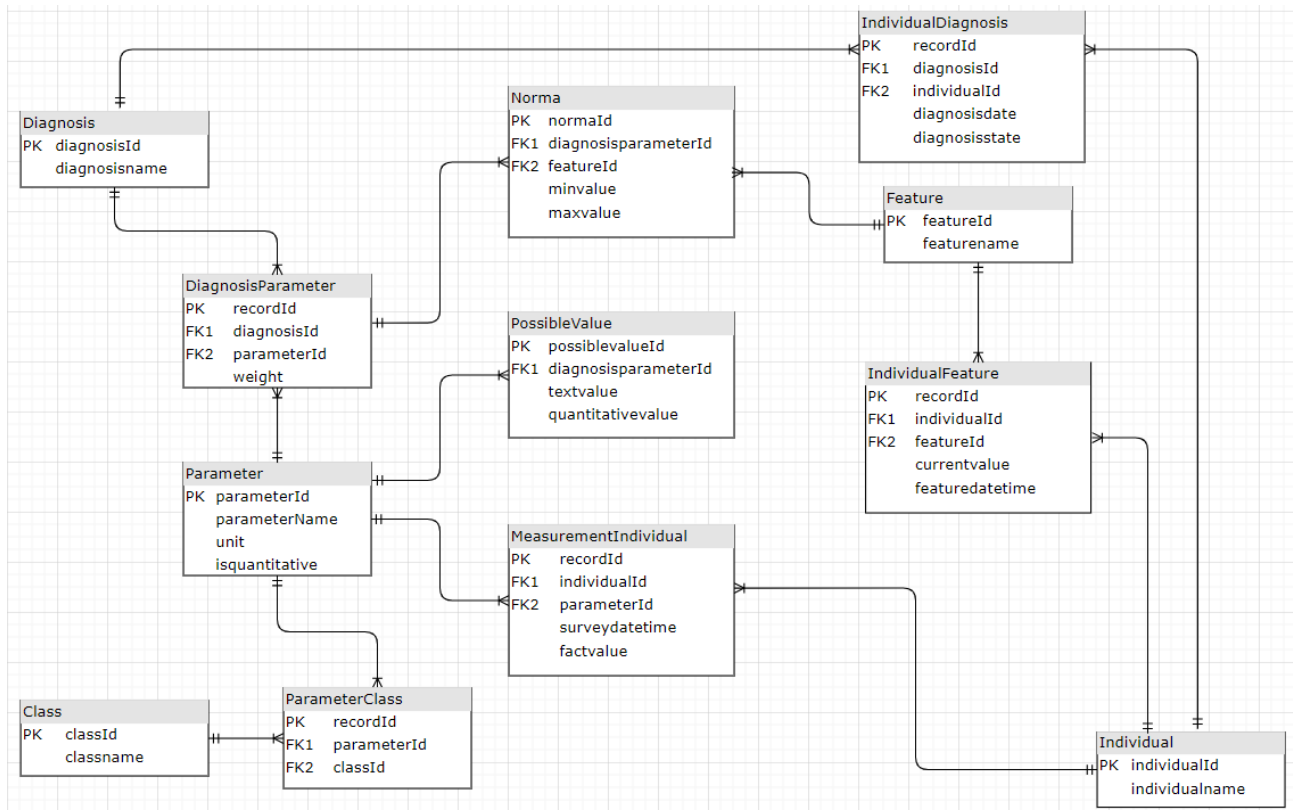 IndividualDiagnosis
PK recordId
FK1 diagnosisId
FK2 individualId
diagnosisdate
diagnosisstate
Diagnosis
PK diagnosisId
diagnosisname
Norma
PK normaId
FK1 diagnosisparameterId
FK2 featureId
minvalue
maxvalue
Feature
PK featureId
featurename
DiagnosisParameter
PK recordId
FK1 diagnosisId
FK2 parameterId
weight
PossibleValue
PK possiblevalueId
FK1 diagnosisparameterId
textvalue
quantitativevalue
IndividualFeature
PK recordId
FK1 individualId
FK2 featureId
currentvalue
featuredatetime
Parameter
PK parameterId
parameterName
unit
isquantitative
MeasurementIndividual
PK recordId
FK1 individualId
FK2 parameterId
surveydatetime
factvalue
Class
PK classId
classname
ParameterClass
PK recordId
FK1 parameterId
FK2 classId
Individual
PK individualId
individualname